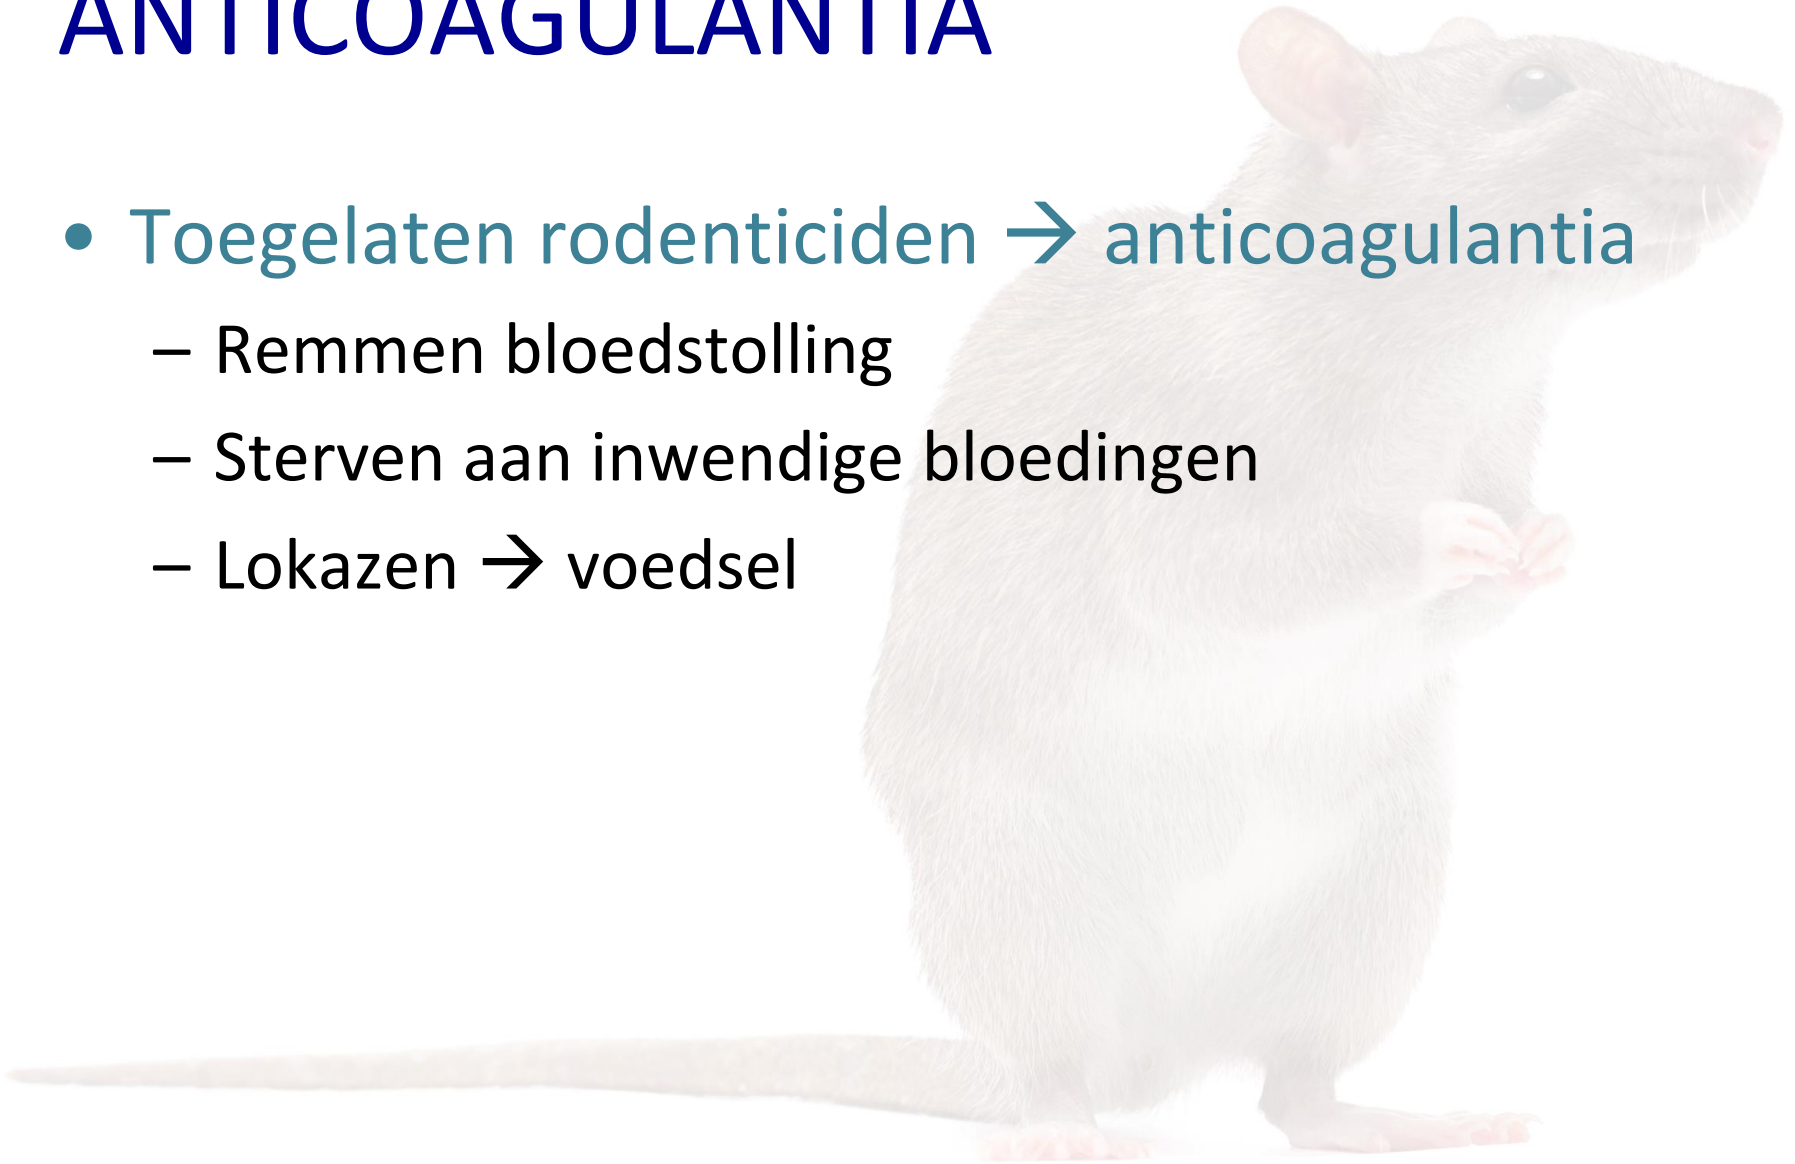 ANTICOAGULANTIA
• Toegelaten rodenticiden → anticoagulantia
– Remmen bloedstolling
– Sterven aan inwendige bloedingen
– Lokazen → voedsel